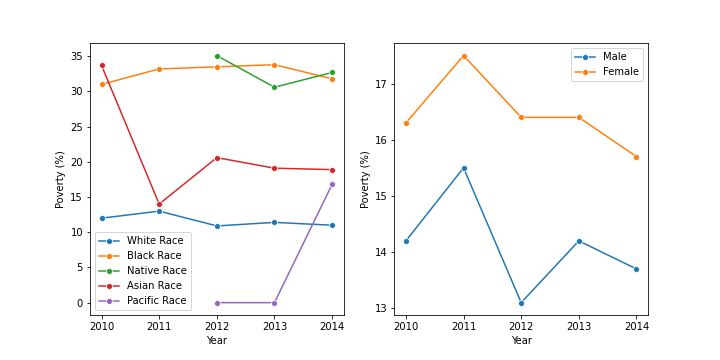 35
30
25
20
15
10
5
0
Poverty (%)
2010 2011 2012 2013 2014
Year
White Race
Black Race
Native Race
Asian Race
Pacific Race
17
16
15
14
13
Poverty (%)
2010 2011 2012 2013 2014
Year
Male
Female